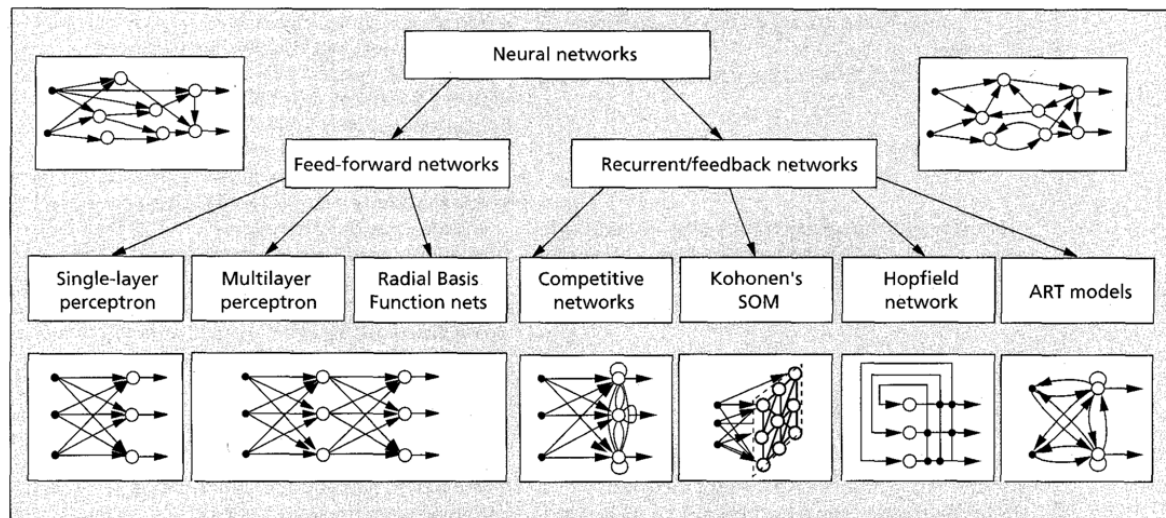 Neural networks
Feed-forward networks
Recurrent/feedback networks
Single-layer
perceptron
Multilayer
perceptron
Radial Basis
Function nets
Competitive
networks
Kohonen's
SOM
Hopfield
network
ART models